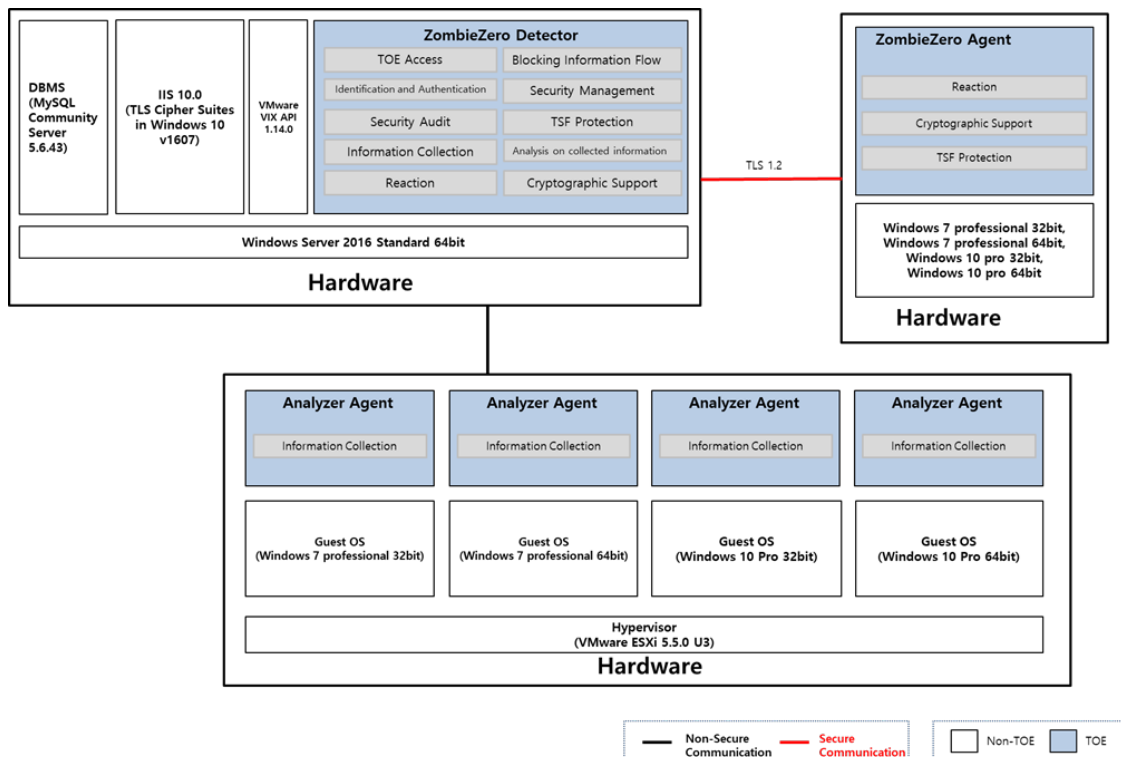 DBMS
(MySQL
Community
Server
5.6.43)
IIS 10.0
(TLS Cipher Suites
in Windows 10
v1607)
VMware
VIX API
1.14.0
ZombieZero Detector
TOE Access
Blocking Information Flow
Identification and Authentication
Security Management
Security Audit
TSF Protection
Information Collection
Analysis on collected information
Reaction
Cryptographic Support
Windows Server 2016 Standard 64bit
Hardware
TLS 1.2
ZombieZero Agent
Reaction
Cryptographic Support
TSF Protection
Windows 7 professional 32bit,
Windows 7 professional 64bit,
Windows 10 pro 32bit,
Windows 10 pro 64bit
Hardware
Analyzer Agent
Information Collection
Analyzer Agent
Information Collection
Analyzer Agent
Information Collection
Analyzer Agent
Information Collection
Guest OS
(Windows 7 professional 32bit)
Guest OS
(Windows 7 professional 64bit)
Guest OS
(Windows 10 Pro 32bit)
Guest OS
(Windows 10 Pro 64bit)
Hypervisor
(VMware ESXi 5.5.0 U3)
Hardware
Non-Secure
Communication
Secure
Communication
Non-TOE
TOE